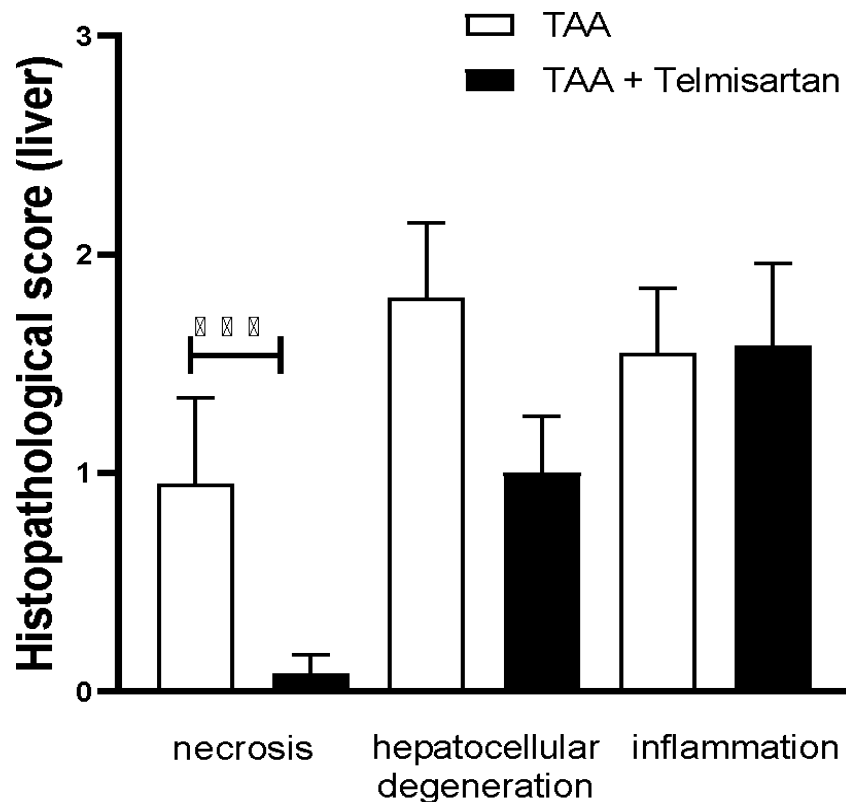 TAA
TAA + Telmisartan
Histopathological score (liver)
3
2
1
0
necrosis
hepatocellular
degeneration
inflammation